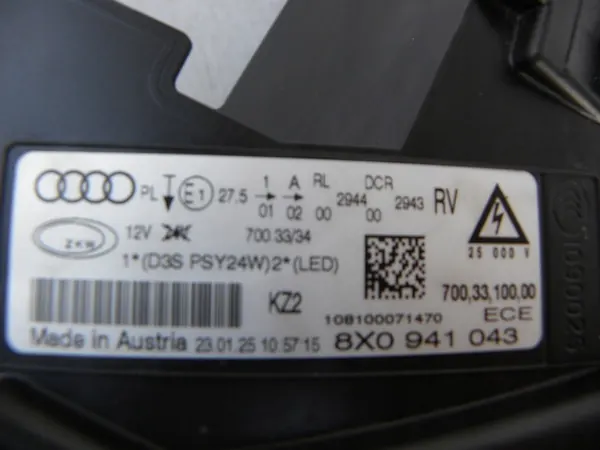 PL E1 27.5 1 01 A 02 RL 00 2944 DCR 00 2943 RV
ZKW 12V 24V 700.33/34
25 000 V
1*(D3S PSY24W)2*(LED)
KZ2
700,33,100,00
108100071470 ECE
Made in Austria 23.01.25 10:57:15 8X0 941 043